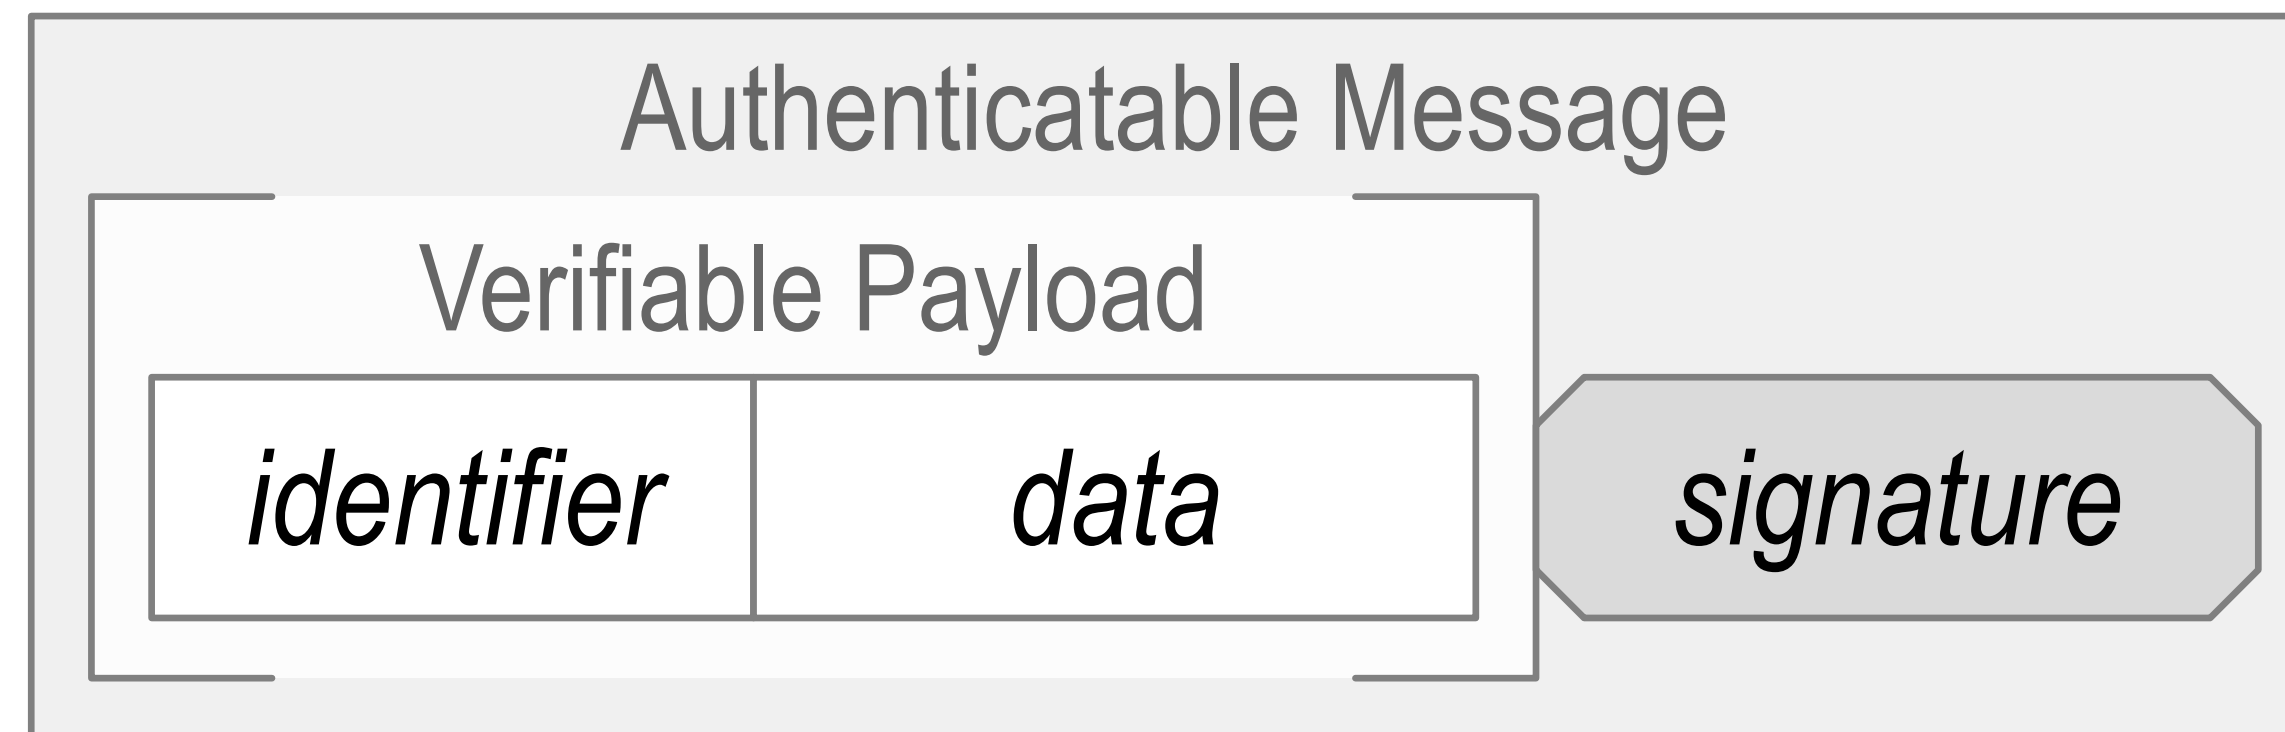 Authenticatable Message
Verifiable Payload
identifier data signature